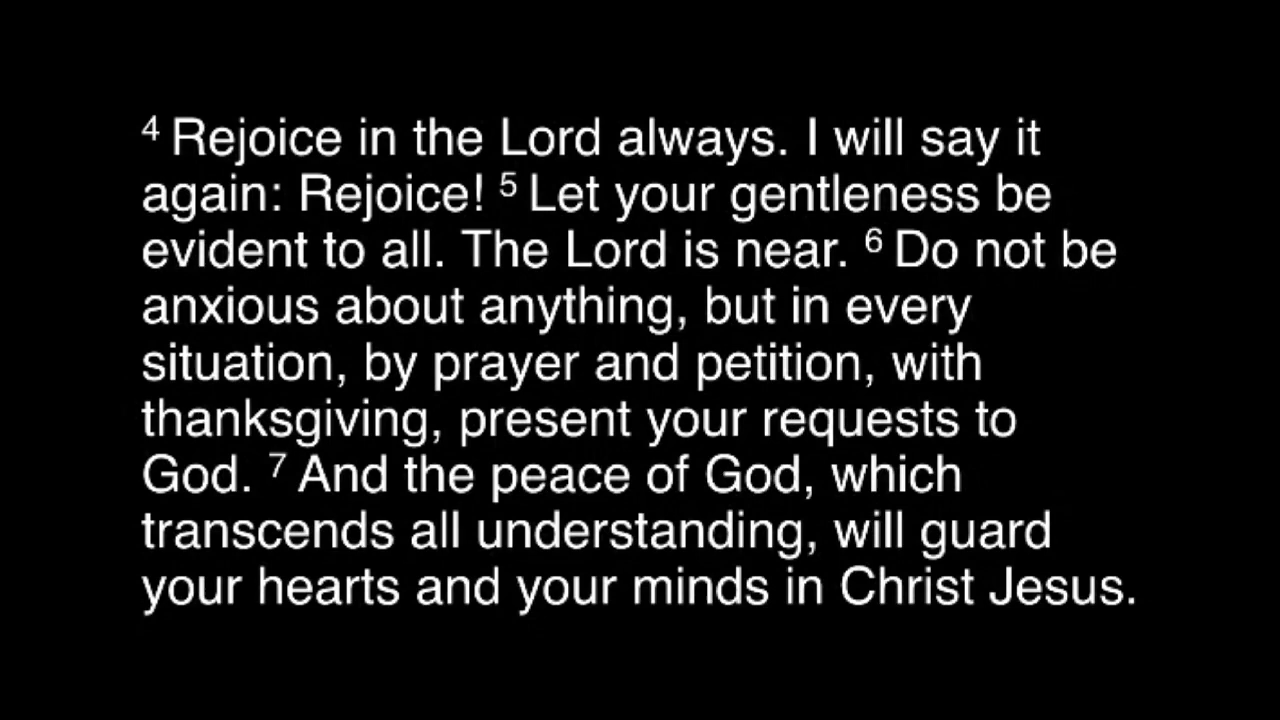 ⁴ Rejoice in the Lord always. I will say it
again: Rejoice! ⁵ Let your gentleness be
evident to all. The Lord is near. ⁶ Do not be
anxious about anything, but in every
situation, by prayer and petition, with
thanksgiving, present your requests to
God. ⁷ And the peace of God, which
transcends all understanding, will guard
your hearts and your minds in Christ Jesus.